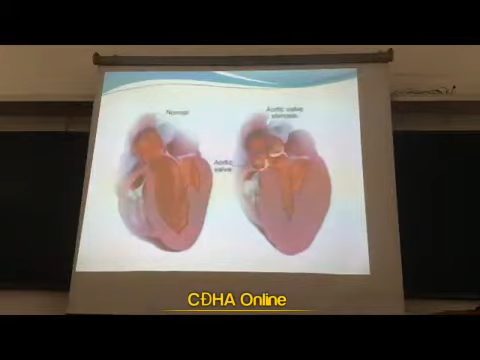 Normal
Aortic valve
stenosis
Aortic
valve
CĐHA Online